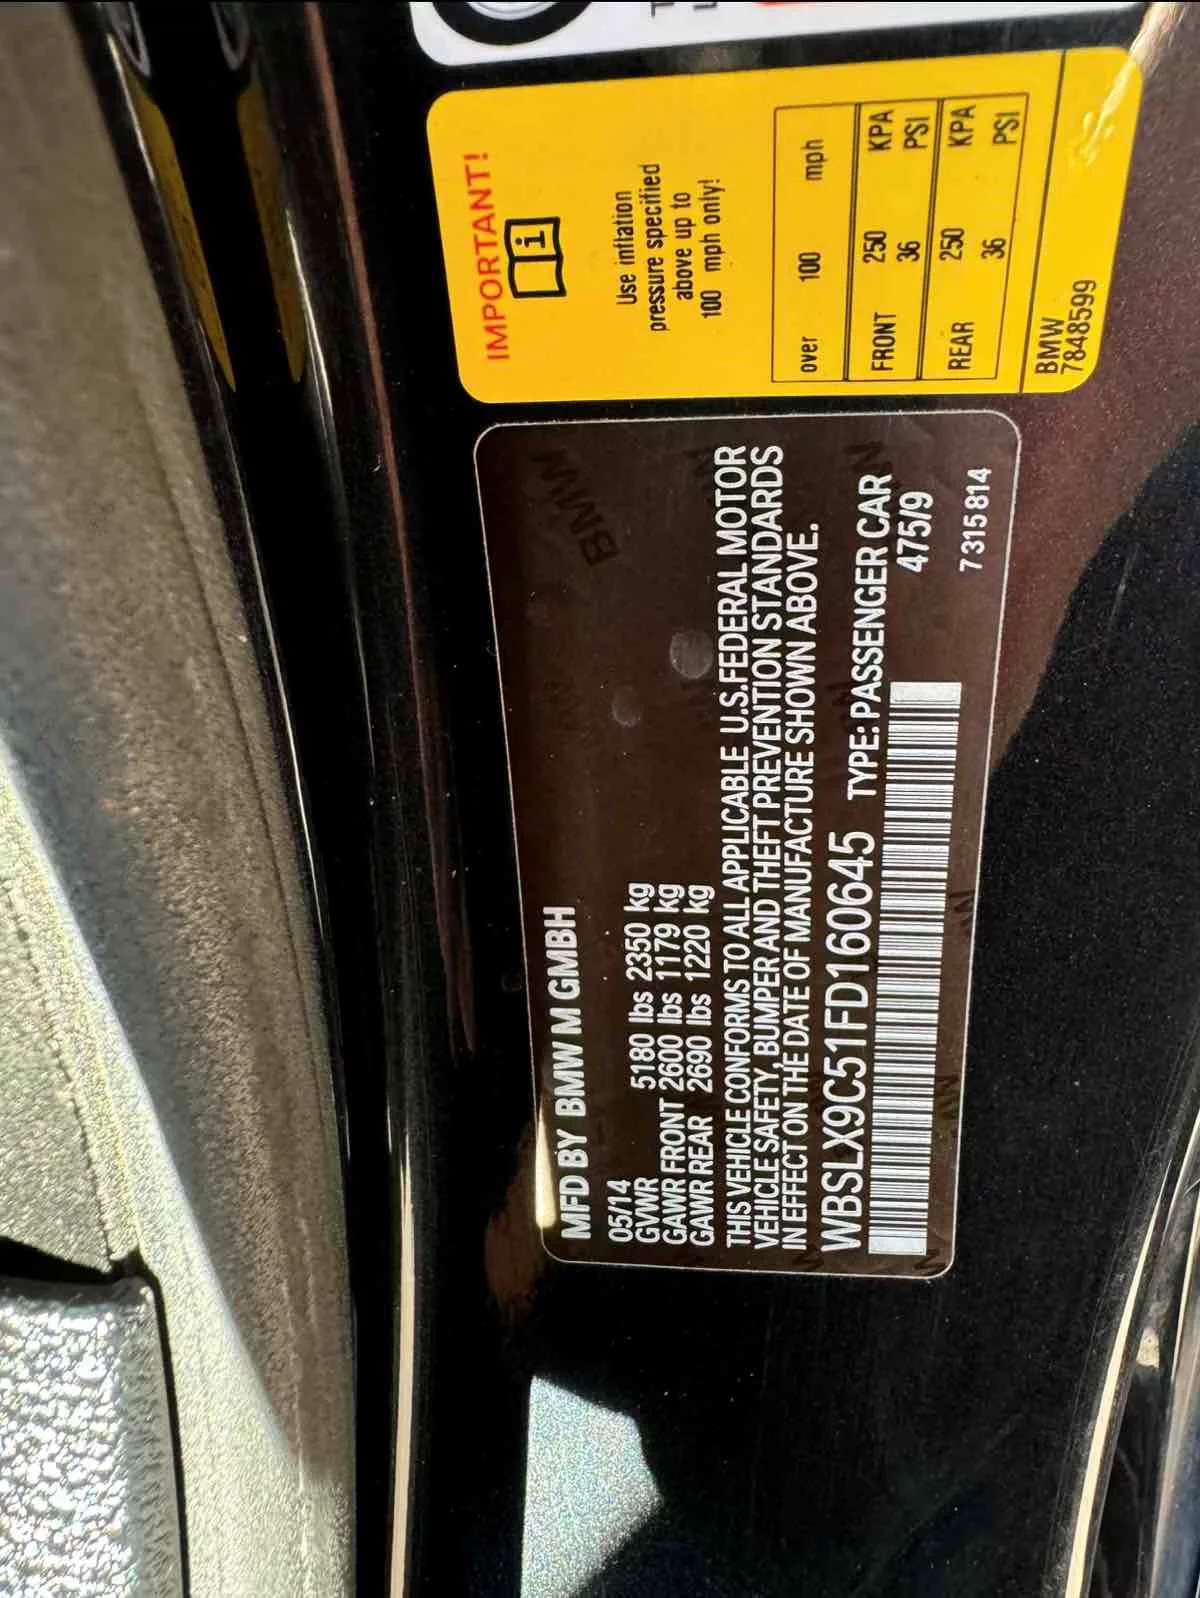 IMPORTANT!
Use inflation
pressure specified
above up to
100 mph only!
over 100 mph
FRONT 250 KPA
36 PSI
REAR 250 KPA
36 PSI
BMW
7848599
MFD BY BMW M GMBH
05/14
GVWR 5180 lbs 2350 kg
GAWR FRONT 2600 lbs 1179 kg
GAWR REAR 2690 lbs 1220 kg
THIS VEHICLE CONFORMS TO ALL APPLICABLE U.S.FEDERAL MOTOR
VEHICLE SAFETY, BUMPER AND THEFT PREVENTION STANDARDS
IN EFFECT ON THE DATE OF MANUFACTURE SHOWN ABOVE.
WBSLX9C51FD160645 TYPE: PASSENGER CAR
475/9
7 315 814
BMW